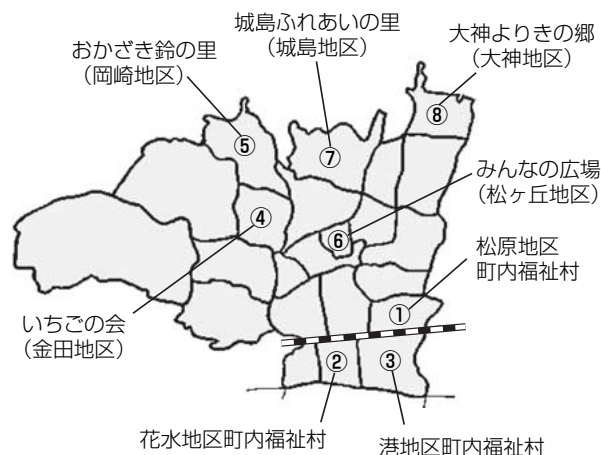 城島ふれあいの里
(城島地区)
大神よりきの郷
(大神地区)
おかざき鈴の里
(岡崎地区)
⑧
⑤
⑦
みんなの広場
(松ヶ丘地区)
④
⑥
松原地区
町内福祉村
①
いちごの会
(金田地区)
②
③
花水地区町内福祉村
港地区町内福祉村